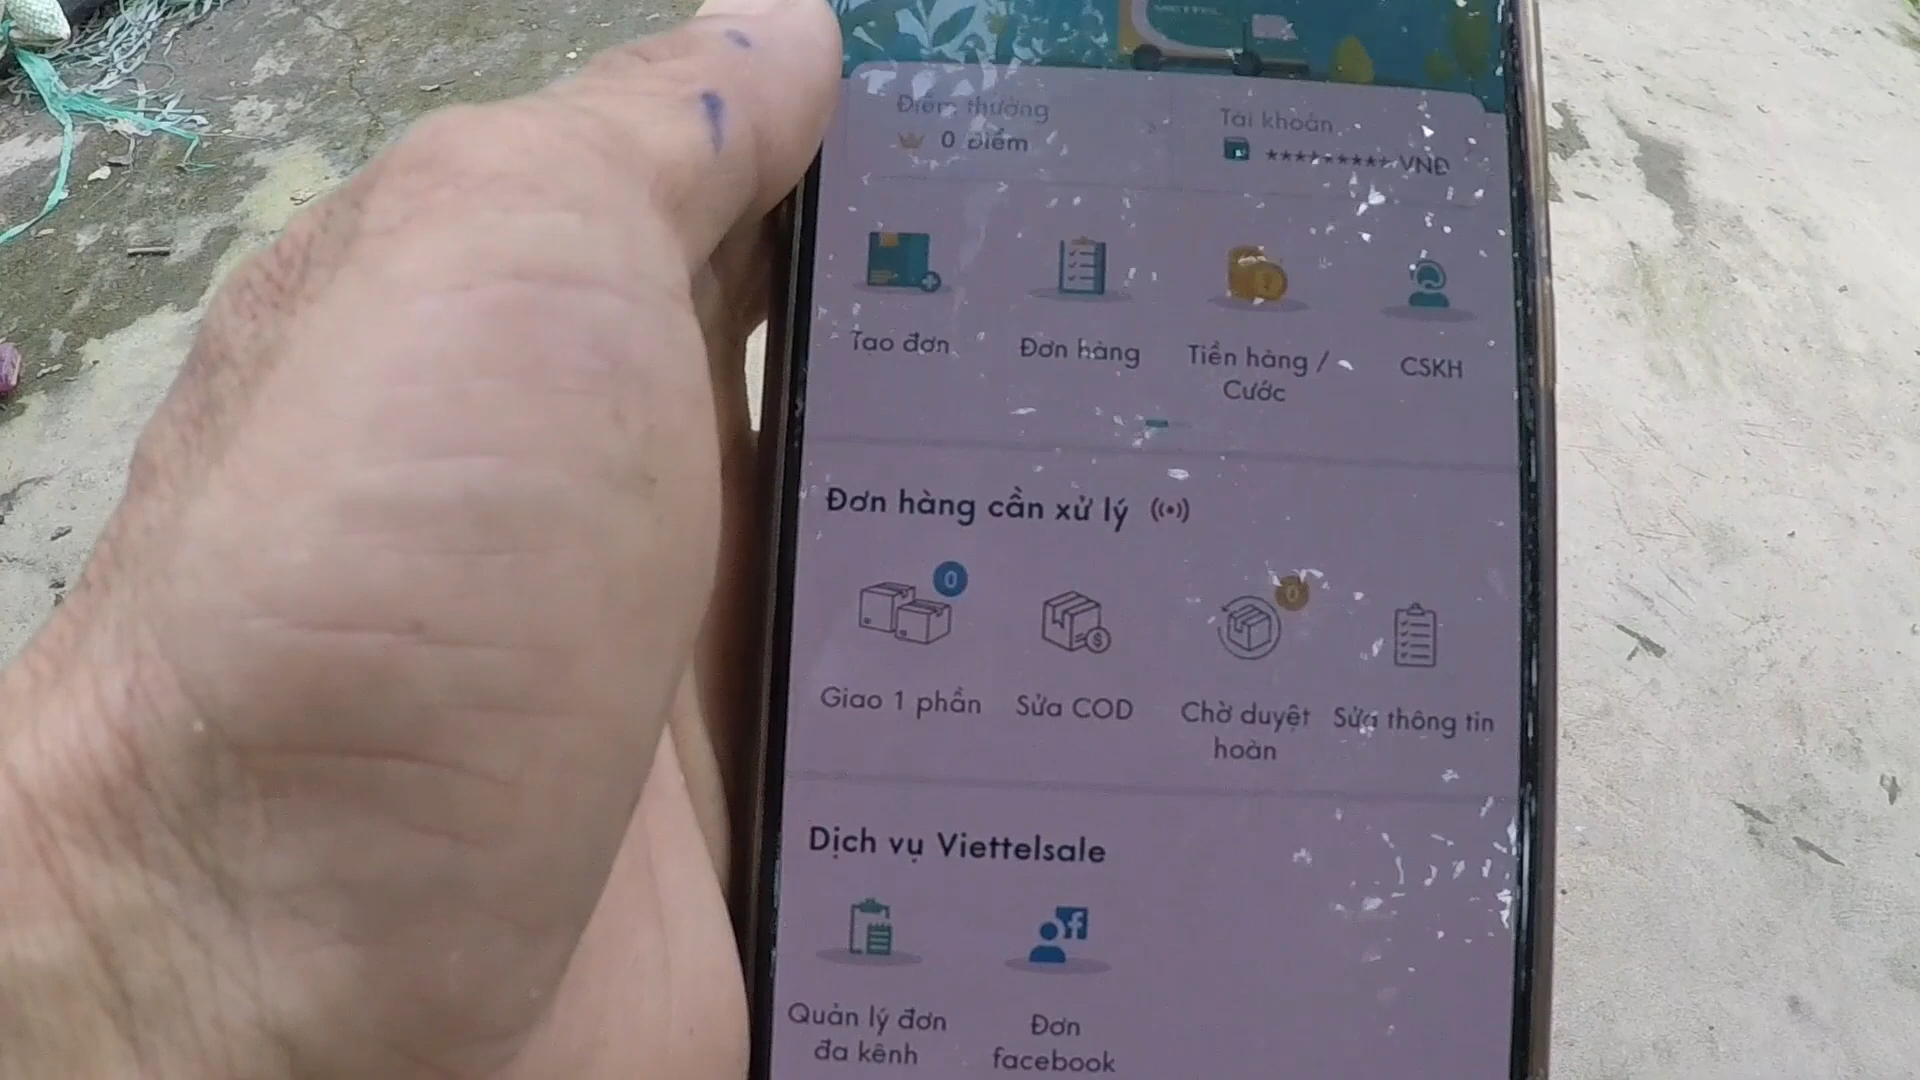 VIETTEL
Điểm thưởng
0 Điểm
Tài khoản
********* VNĐ
Tạo đơn
Đơn hàng
Tiền hàng /
Cước
CSKH
Đơn hàng cần xử lý
0
0
Giao 1 phần
Sửa COD
Chờ duyệt
hoàn
Sửa thông tin
Dịch vụ Viettelsale
Quản lý đơn
đa kênh
Đơn
facebook